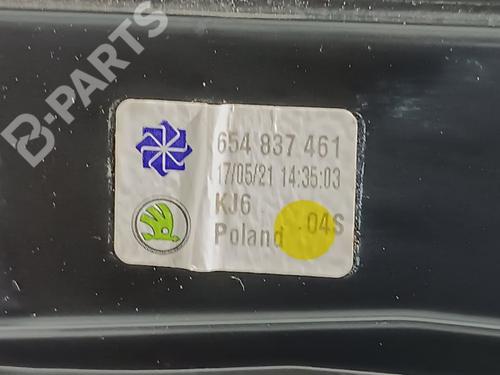 B-PARTS
654 837 461
17/05/21 14:35:03
KJ6
.04S
Poland